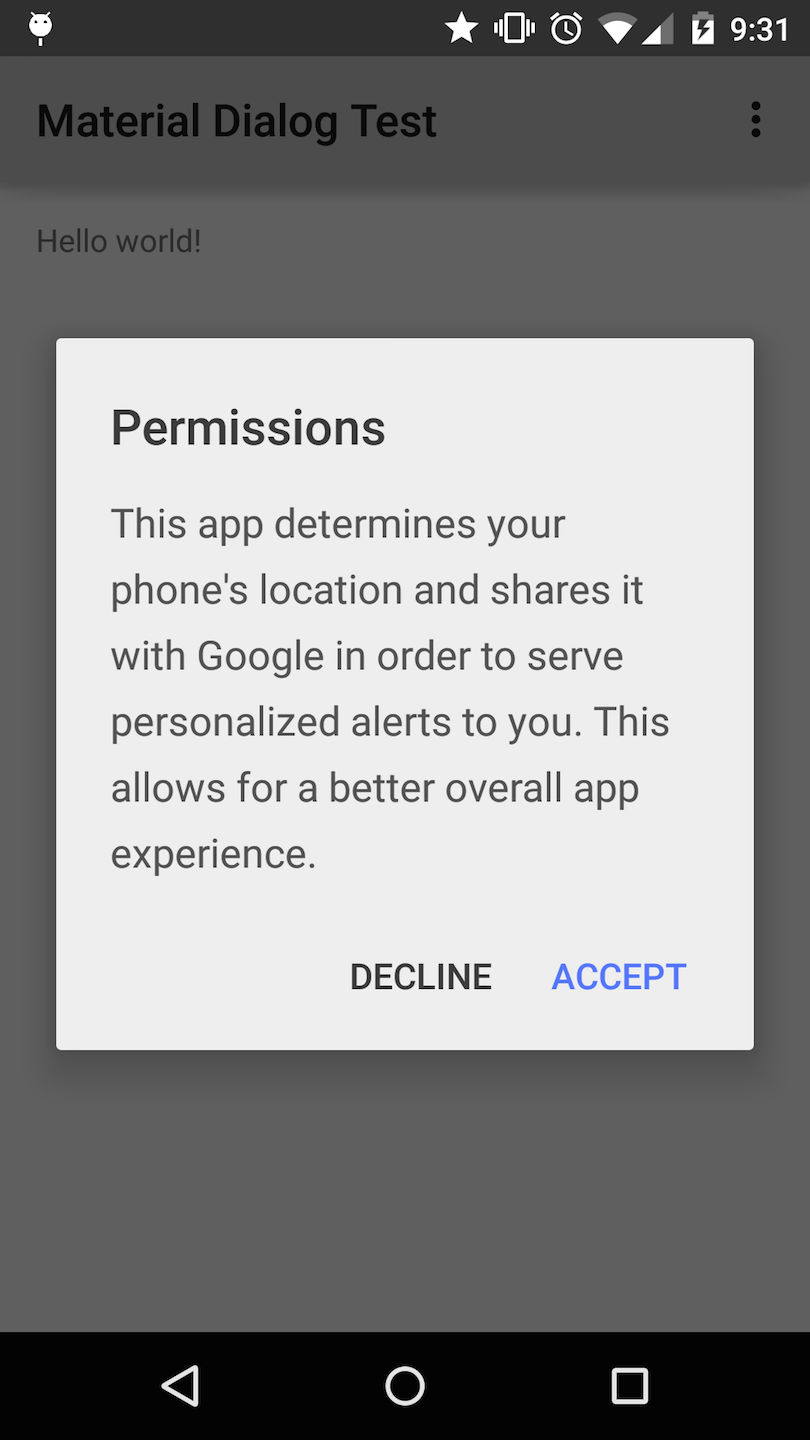 9:31
Material Dialog Test
Hello world!
Permissions
This app determines your
phone's location and shares it
with Google in order to serve
personalized alerts to you. This
allows for a better overall app
experience.
DECLINE ACCEPT